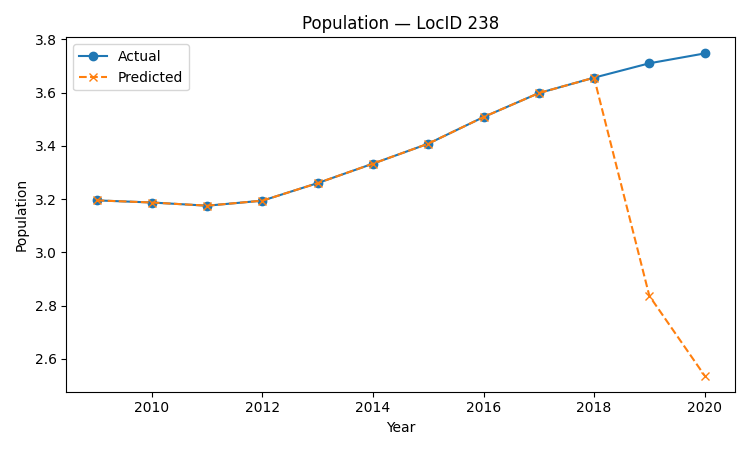 Population — LocID 238
Actual
Predicted
3.8
3.6
3.4
3.2
3.0
2.8
2.6
Population
2010 2012 2014 2016 2018 2020
Year